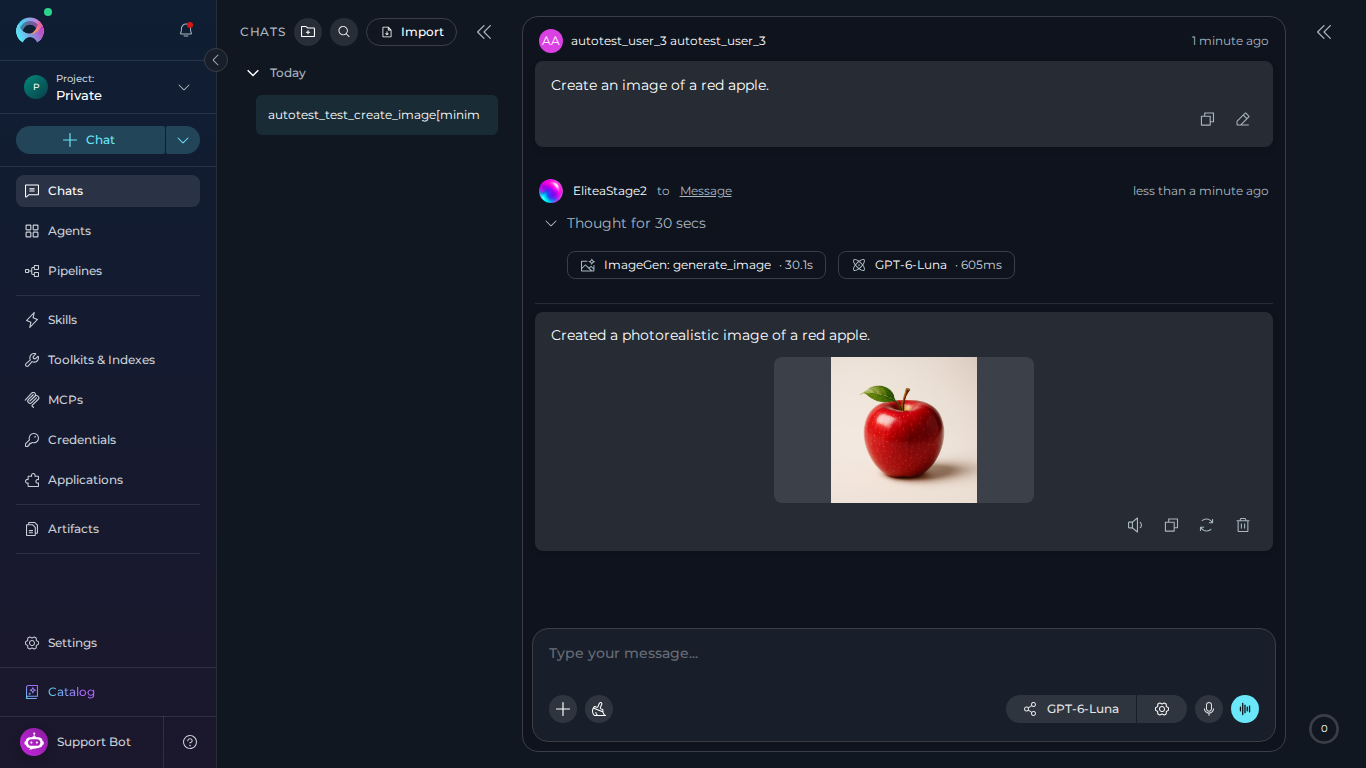 Project:
P
Private
Chat
Chats
Agents
Pipelines
Skills
Toolkits & Indexes
MCPs
Credentials
Applications
Artifacts
Settings
Catalog
Support Bot
CHATS
Import
Today
autotest_test_create_image[minim
AA
autotest_user_3 autotest_user_3
1 minute ago
Create an image of a red apple.
EliteaStage2 to Message
less than a minute ago
Thought for 30 secs
ImageGen: generate_image · 30.1s
GPT-6-Luna · 605ms
Created a photorealistic image of a red apple.
Type your message...
GPT-6-Luna
0